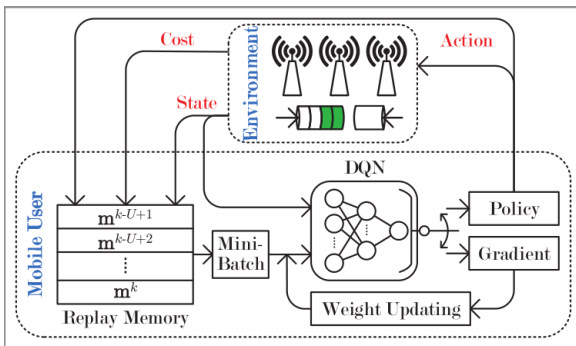 Cost
Action
State
Environment
DQN
Mobile User
m^{k-U+1}
m^{k-U+2}
⋮
m^k
Mini-
Batch
Policy
Gradient
Weight Updating
Replay Memory